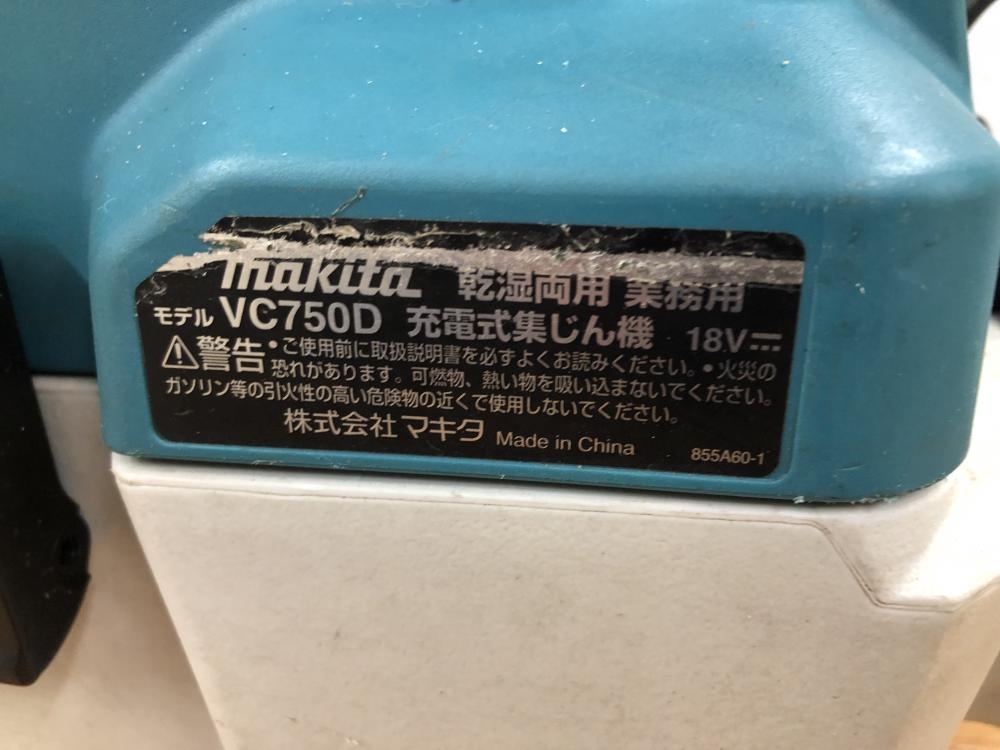 makita 乾湿両用 業務用
モデル VC750D 充電式集じん機 18V⎓
⚠警告 •ご使用前に取扱説明書を必ずよくお読みください。•火災の
恐れがあります。可燃物、熱い物を吸い込まないでください。
ガソリン等の引火性の高い危険物の近くで使用しないでください。
株式会社 マキタ Made in China 855A60-1